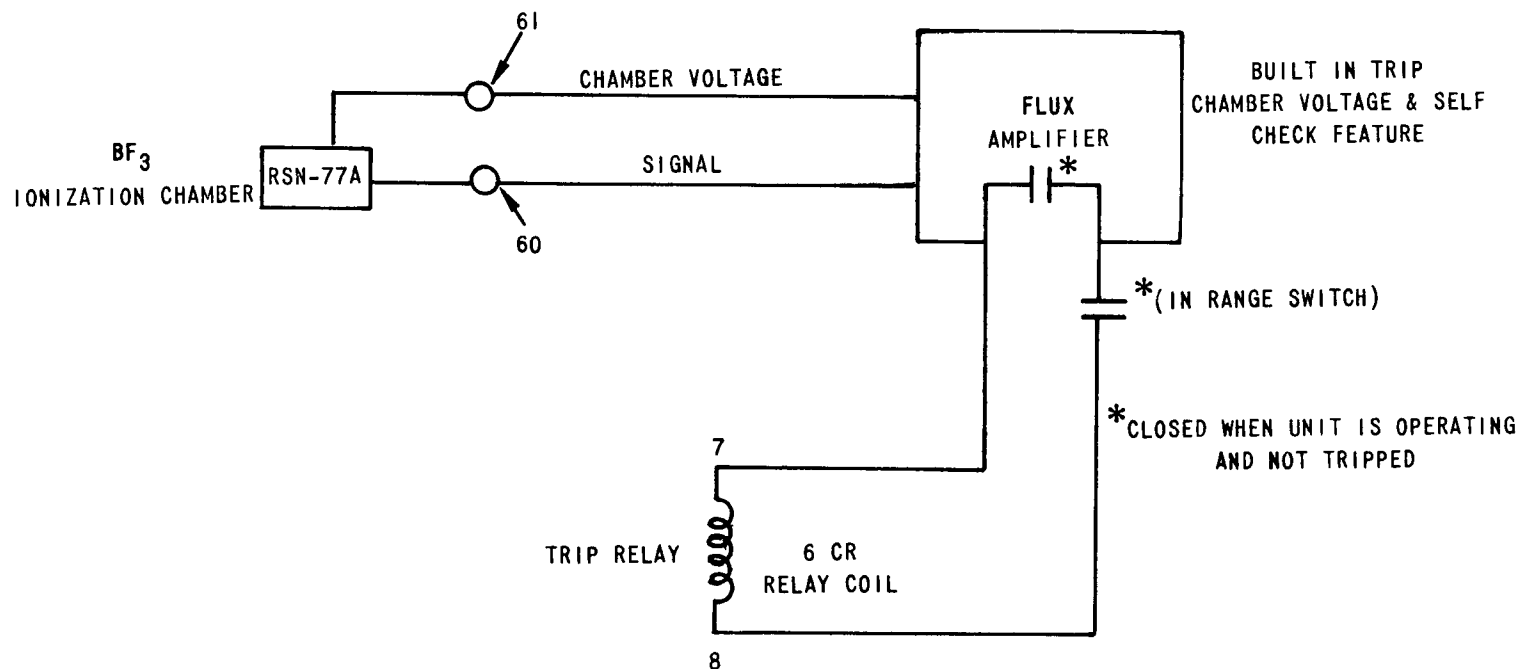 61
CHAMBER VOLTAGE
BUILT IN TRIP
CHAMBER VOLTAGE & SELF
CHECK FEATURE
FLUX
AMPLIFIER
*
BF3
IONIZATION CHAMBER
RSN-77A
SIGNAL
60
*(IN RANGE SWITCH)
*CLOSED WHEN UNIT IS OPERATING
AND NOT TRIPPED
7
TRIP RELAY
6 CR
RELAY COIL
8